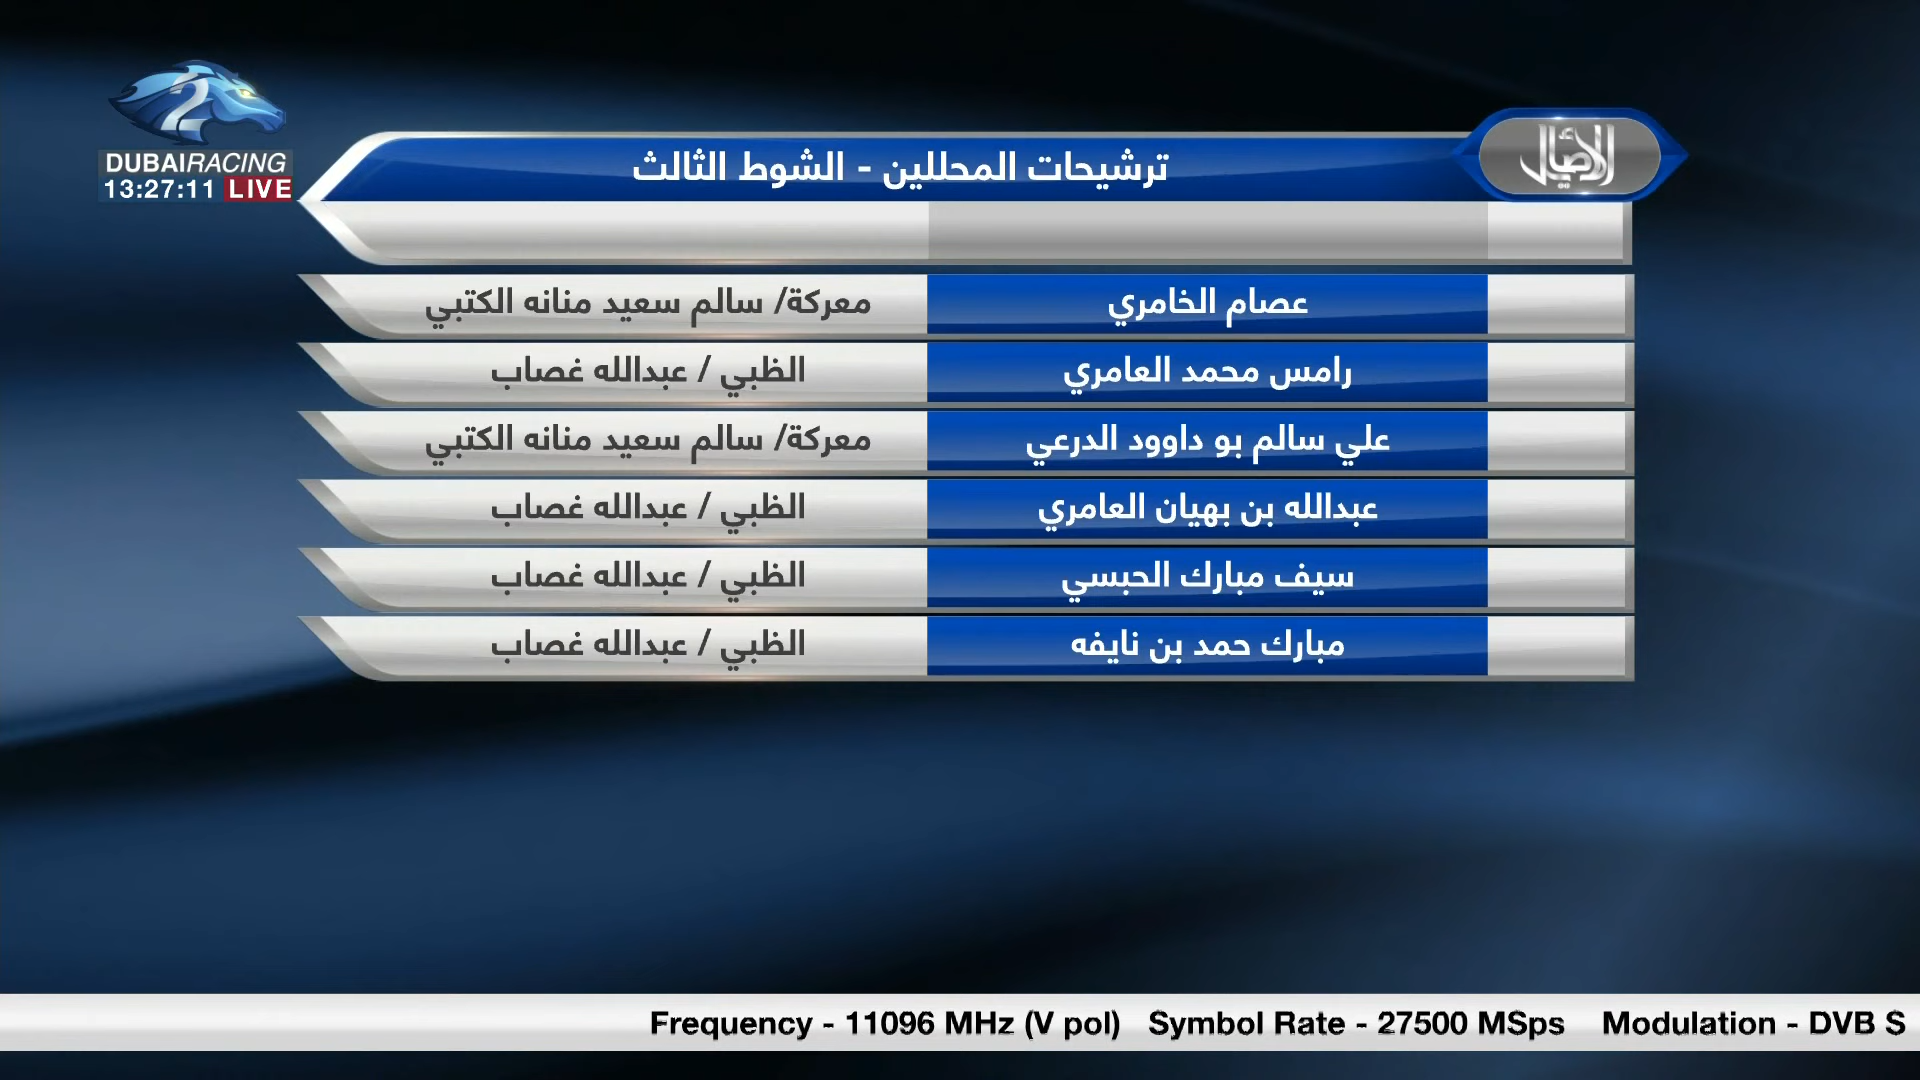 DUBAI RACING
13:27:11 LIVE
الأصايل
ترشيحات المحللين - الشوط الثالث
عصام الخامري معركة/ سالم سعيد منانه الكتبي
رامس محمد العامري الظبي / عبدالله غصاب
علي سالم بو داوود الدرعي معركة/ سالم سعيد منانه الكتبي
عبدالله بن بهيان العامري الظبي / عبدالله غصاب
سيف مبارك الحبسي الظبي / عبدالله غصاب
مبارك حمد بن نايفه الظبي / عبدالله غصاب
Frequency - 11096 MHz (V pol) Symbol Rate - 27500 MSps Modulation - DVB S